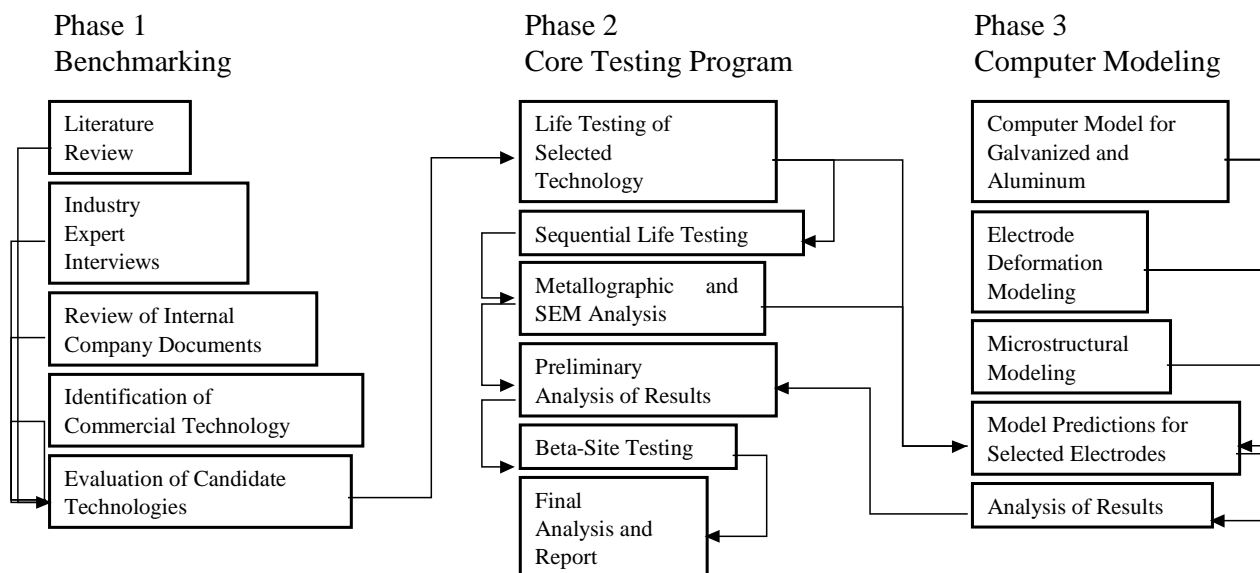 Phase 1
Benchmarking
Literature
Review
Industry
Expert
Interviews
Review of Internal
Company Documents
Identification of
Commercial Technology
Evaluation of Candidate
Technologies
Phase 2
Core Testing Program
Life Testing of
Selected
Technology
Sequential Life Testing
Metallographic and
SEM Analysis
Preliminary
Analysis of Results
Beta-Site Testing
Final
Analysis and
Report
Phase 3
Computer Modeling
Computer Model for
Galvanized and
Aluminum
Electrode
Deformation
Modeling
Microstructural
Modeling
Model Predictions for
Selected Electrodes
Analysis of Results